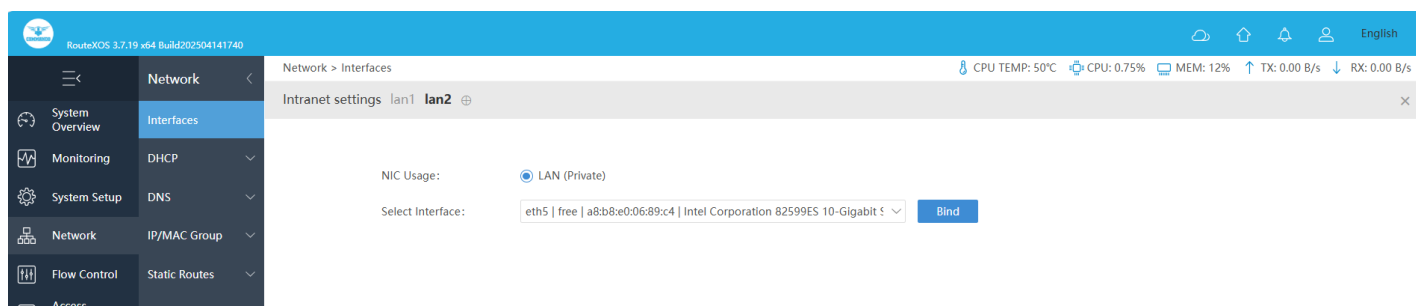 RouteXOS 3.7.19 x64 Build202504141740
English
Network
Network > Interfaces
CPU TEMP: 50℃ CPU: 0.75% MEM: 12% TX: 0.00 B/s RX: 0.00 B/s
Intranet settings lan1 lan2
System
Overview
Interfaces
Monitoring
DHCP
NIC Usage:
LAN (Private)
System Setup
DNS
Select Interface:
eth5 | free | a8:b8:e0:06:89:c4 | Intel Corporation 82599ES 10-Gigabit S
Bind
Network
IP/MAC Group
Flow Control
Static Routes
Access